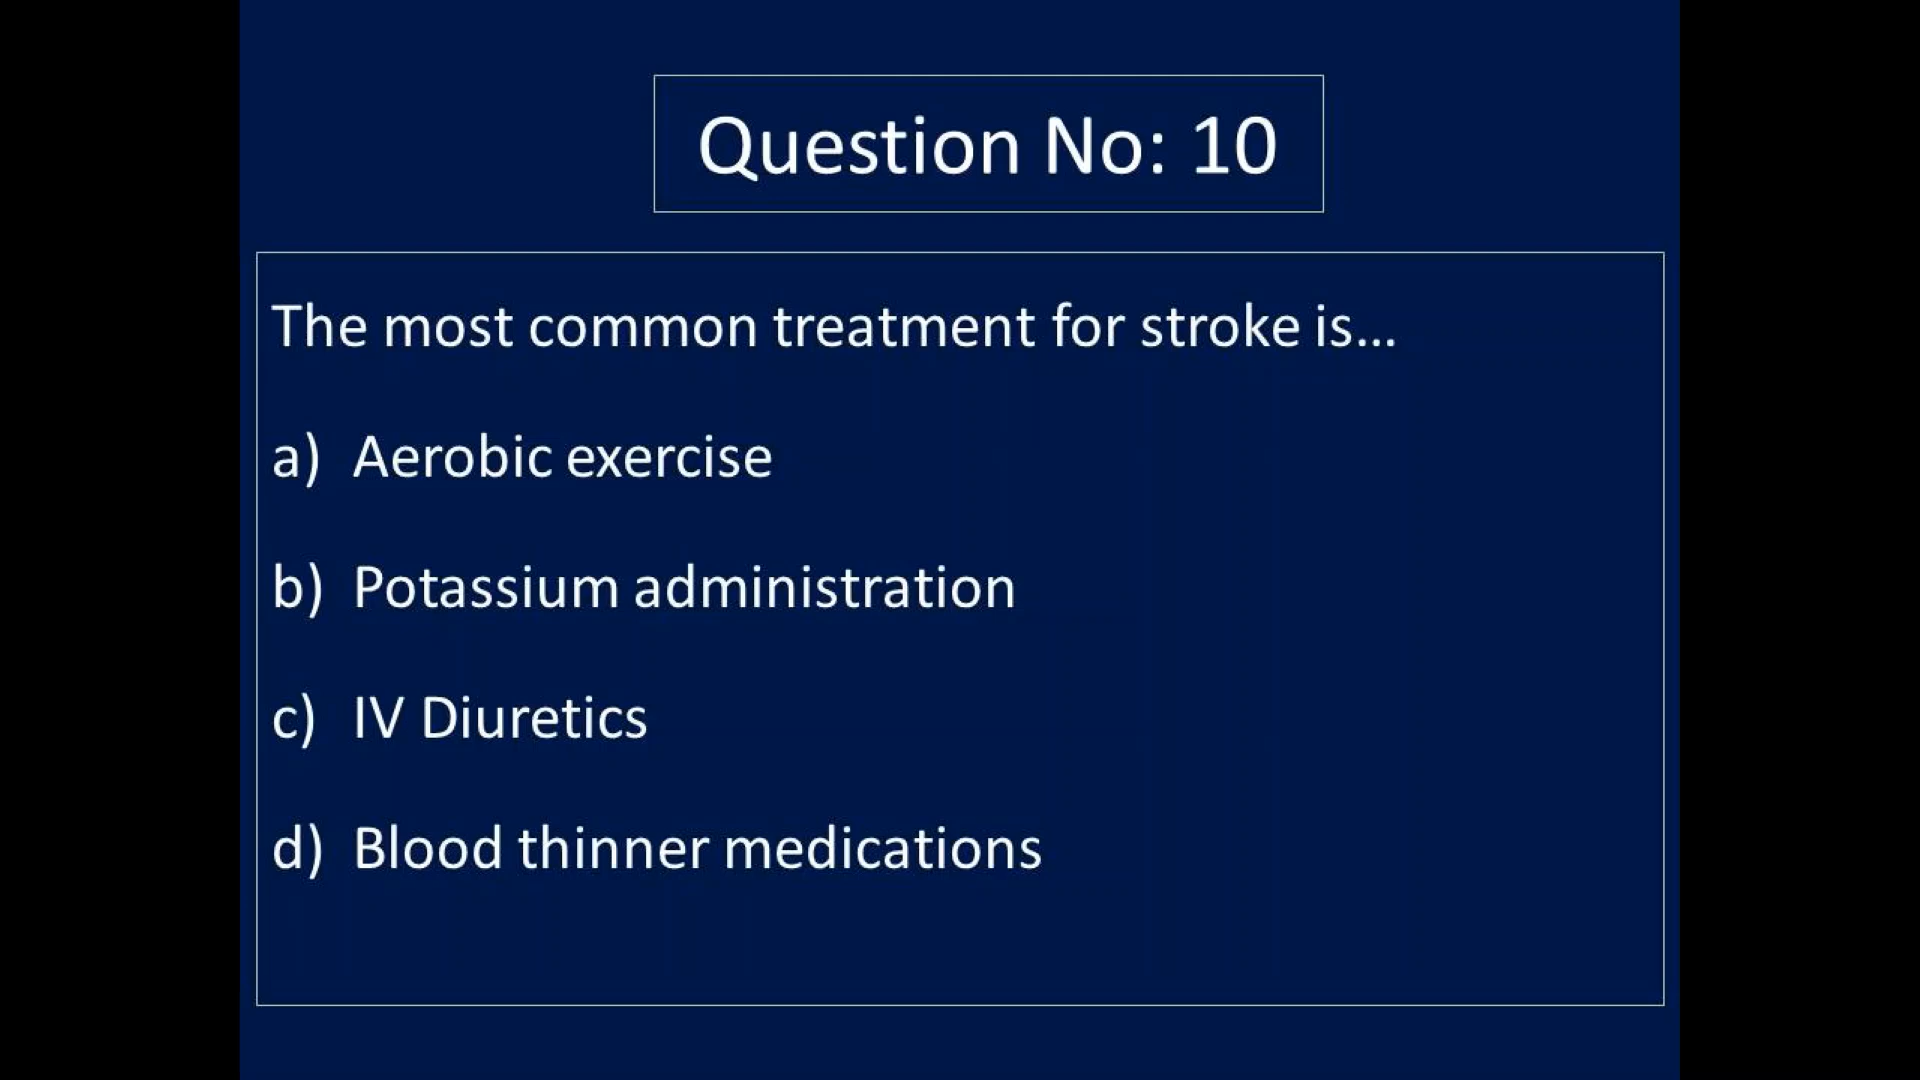 Question No: 10
The most common treatment for stroke is...
a) Aerobic exercise
b) Potassium administration
c) IV Diuretics
d) Blood thinner medications